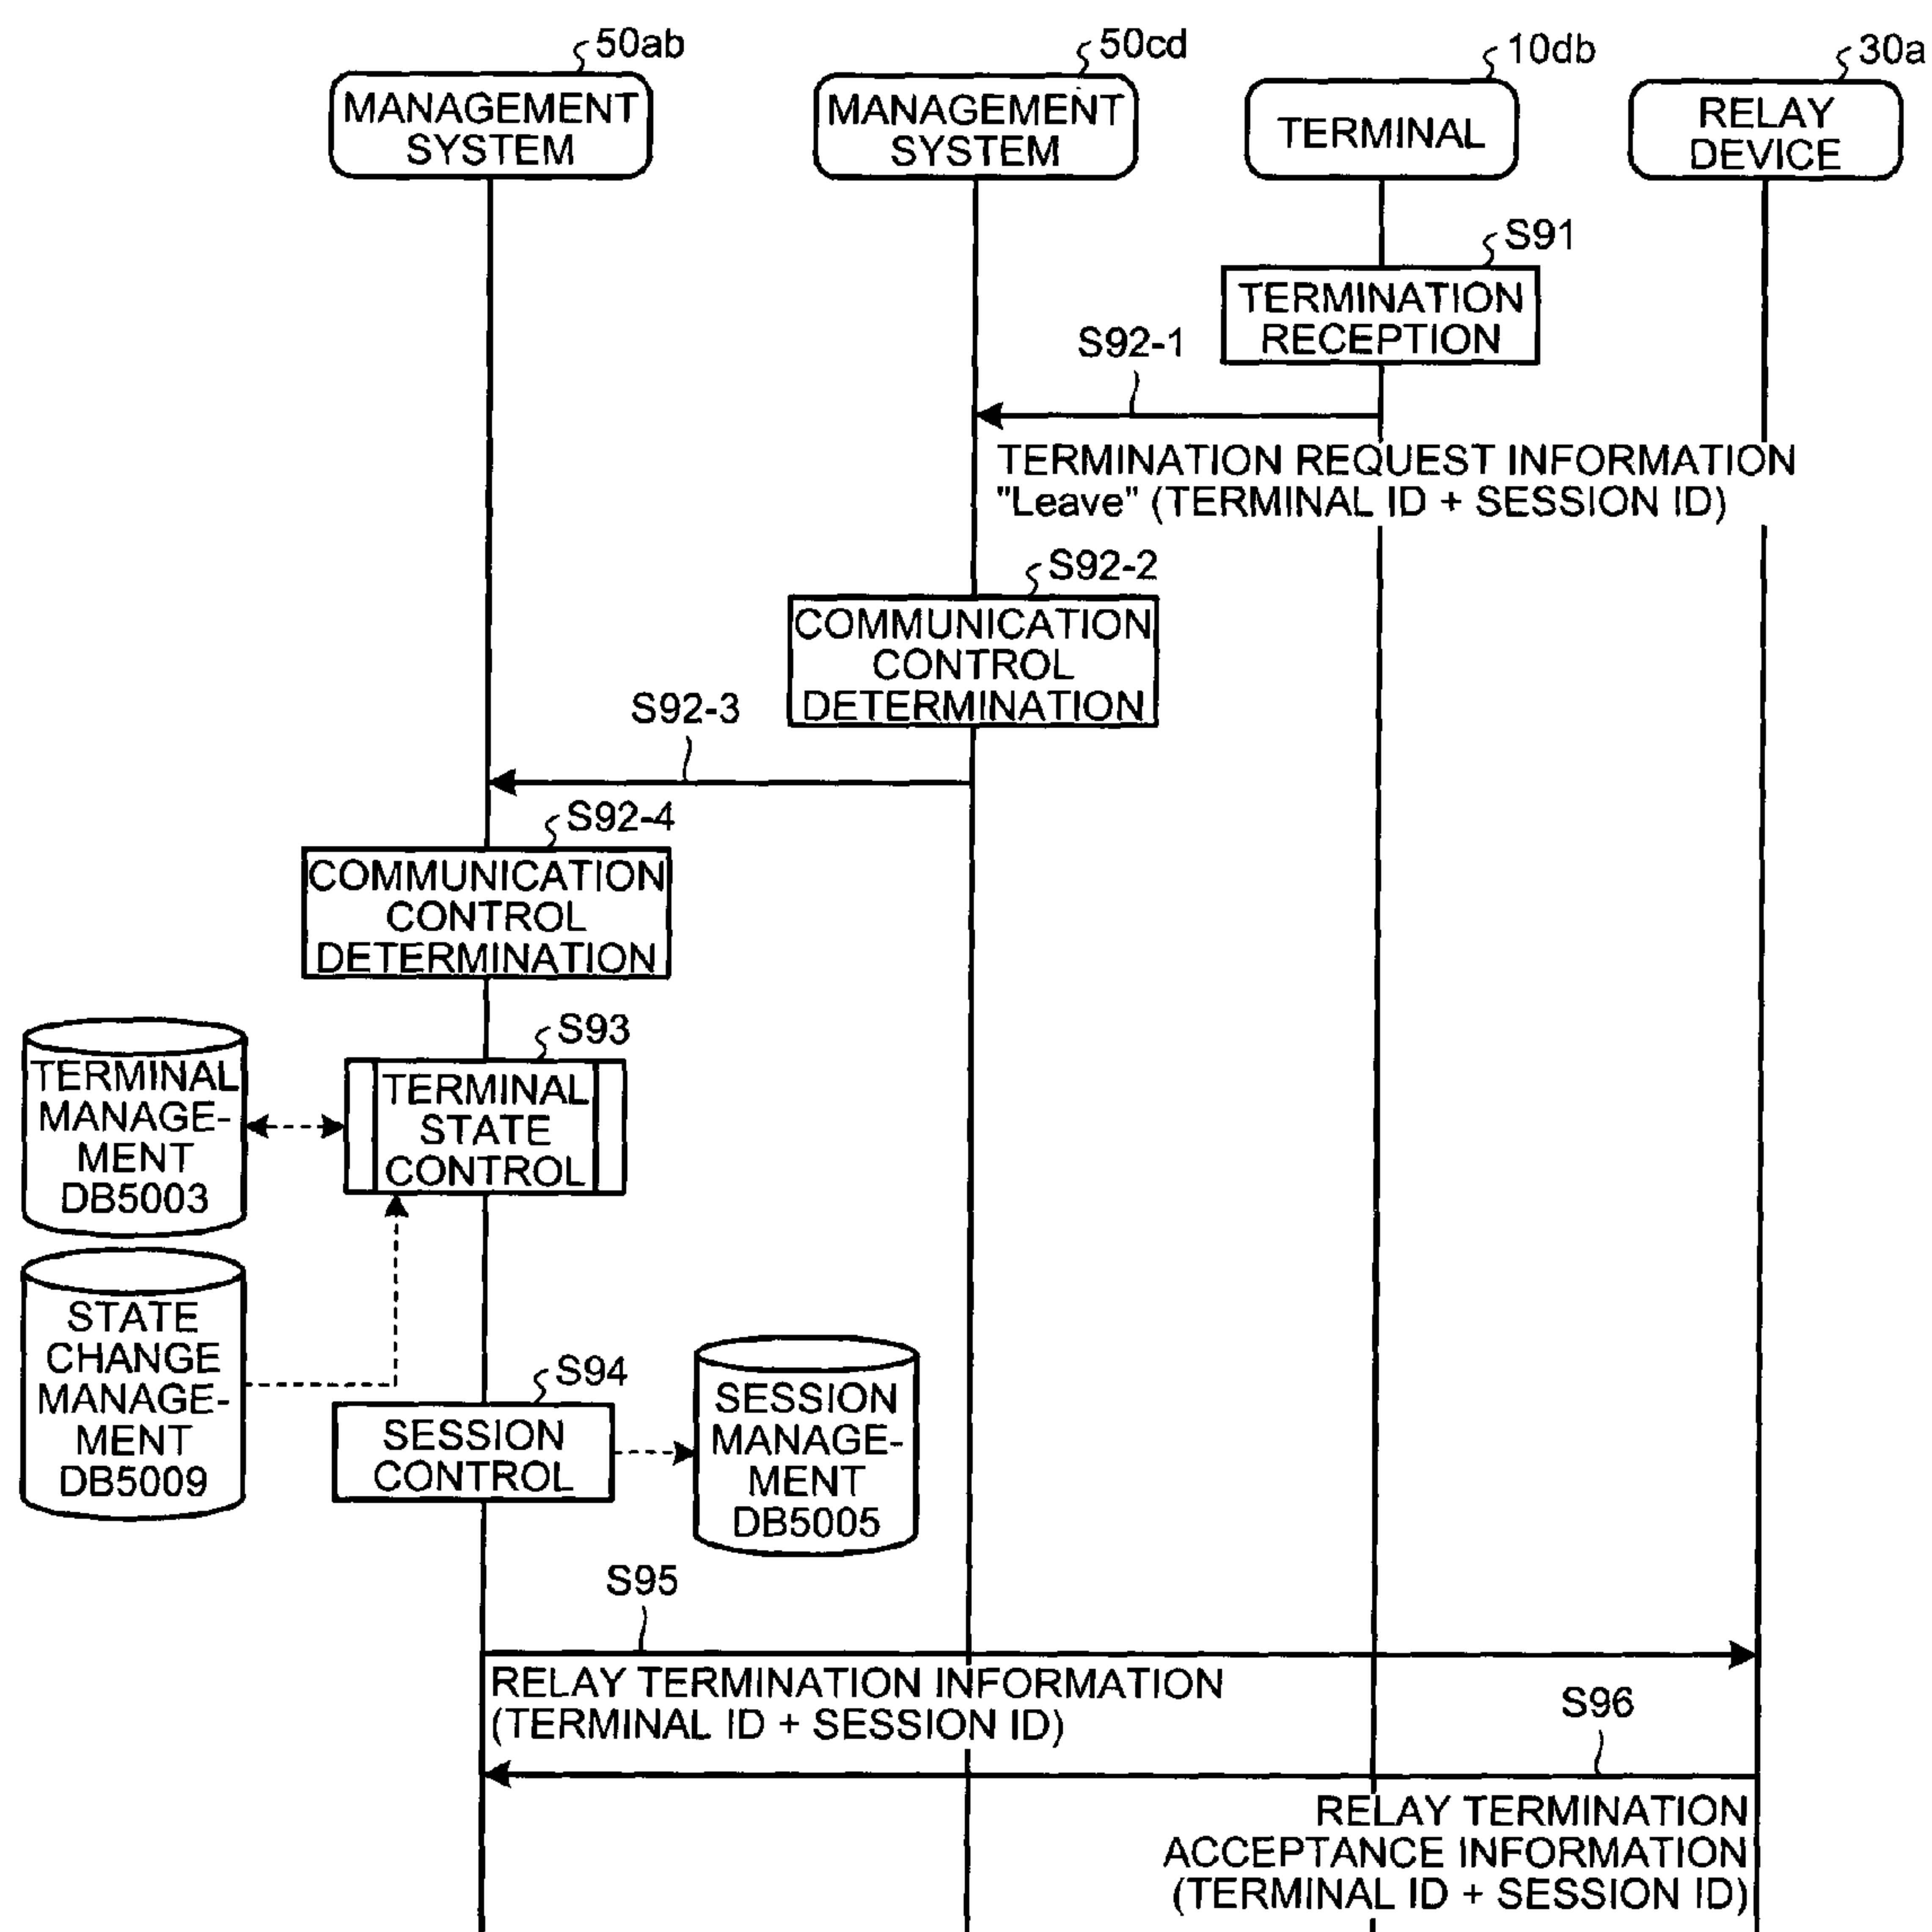 50ab
50cd
10db
30a
MANAGEMENT
SYSTEM
MANAGEMENT
SYSTEM
TERMINAL
RELAY
DEVICE
S91
TERMINATION
RECEPTION
S92-1
TERMINATION REQUEST INFORMATION
"Leave" (TERMINAL ID + SESSION ID)
S92-2
COMMUNICATION
CONTROL
DETERMINATION
S92-3
S92-4
COMMUNICATION
CONTROL
DETERMINATION
S93
TERMINAL
STATE
CONTROL
TERMINAL
MANAGE-
MENT
DB5003
STATE
CHANGE
MANAGE-
MENT
DB5009
S94
SESSION
CONTROL
SESSION
MANAGE-
MENT
DB5005
S95
RELAY TERMINATION INFORMATION
(TERMINAL ID + SESSION ID)
S96
RELAY TERMINATION
ACCEPTANCE INFORMATION
(TERMINAL ID + SESSION ID)